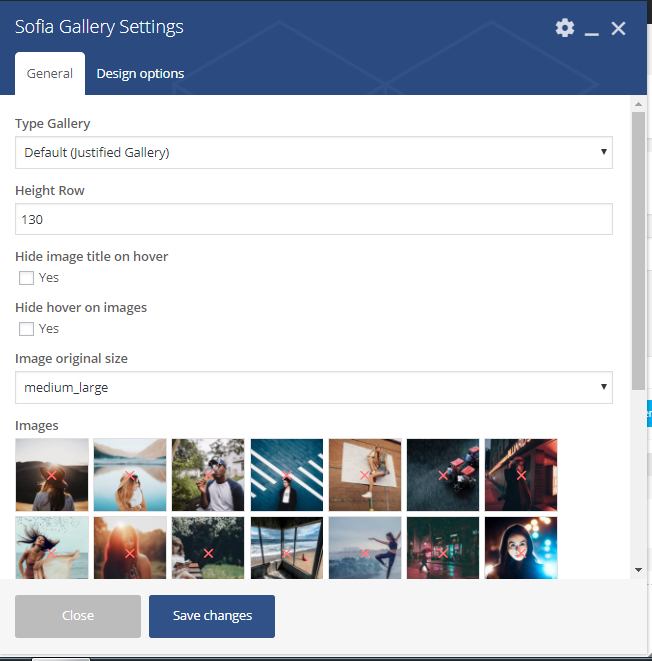 Sofia Gallery Settings
General
Design options
Type Gallery
Default (Justified Gallery)
Height Row
130
Hide image title on hover
Yes
Hide hover on images
Yes
Image original size
medium_large
Images
Close
Save changes